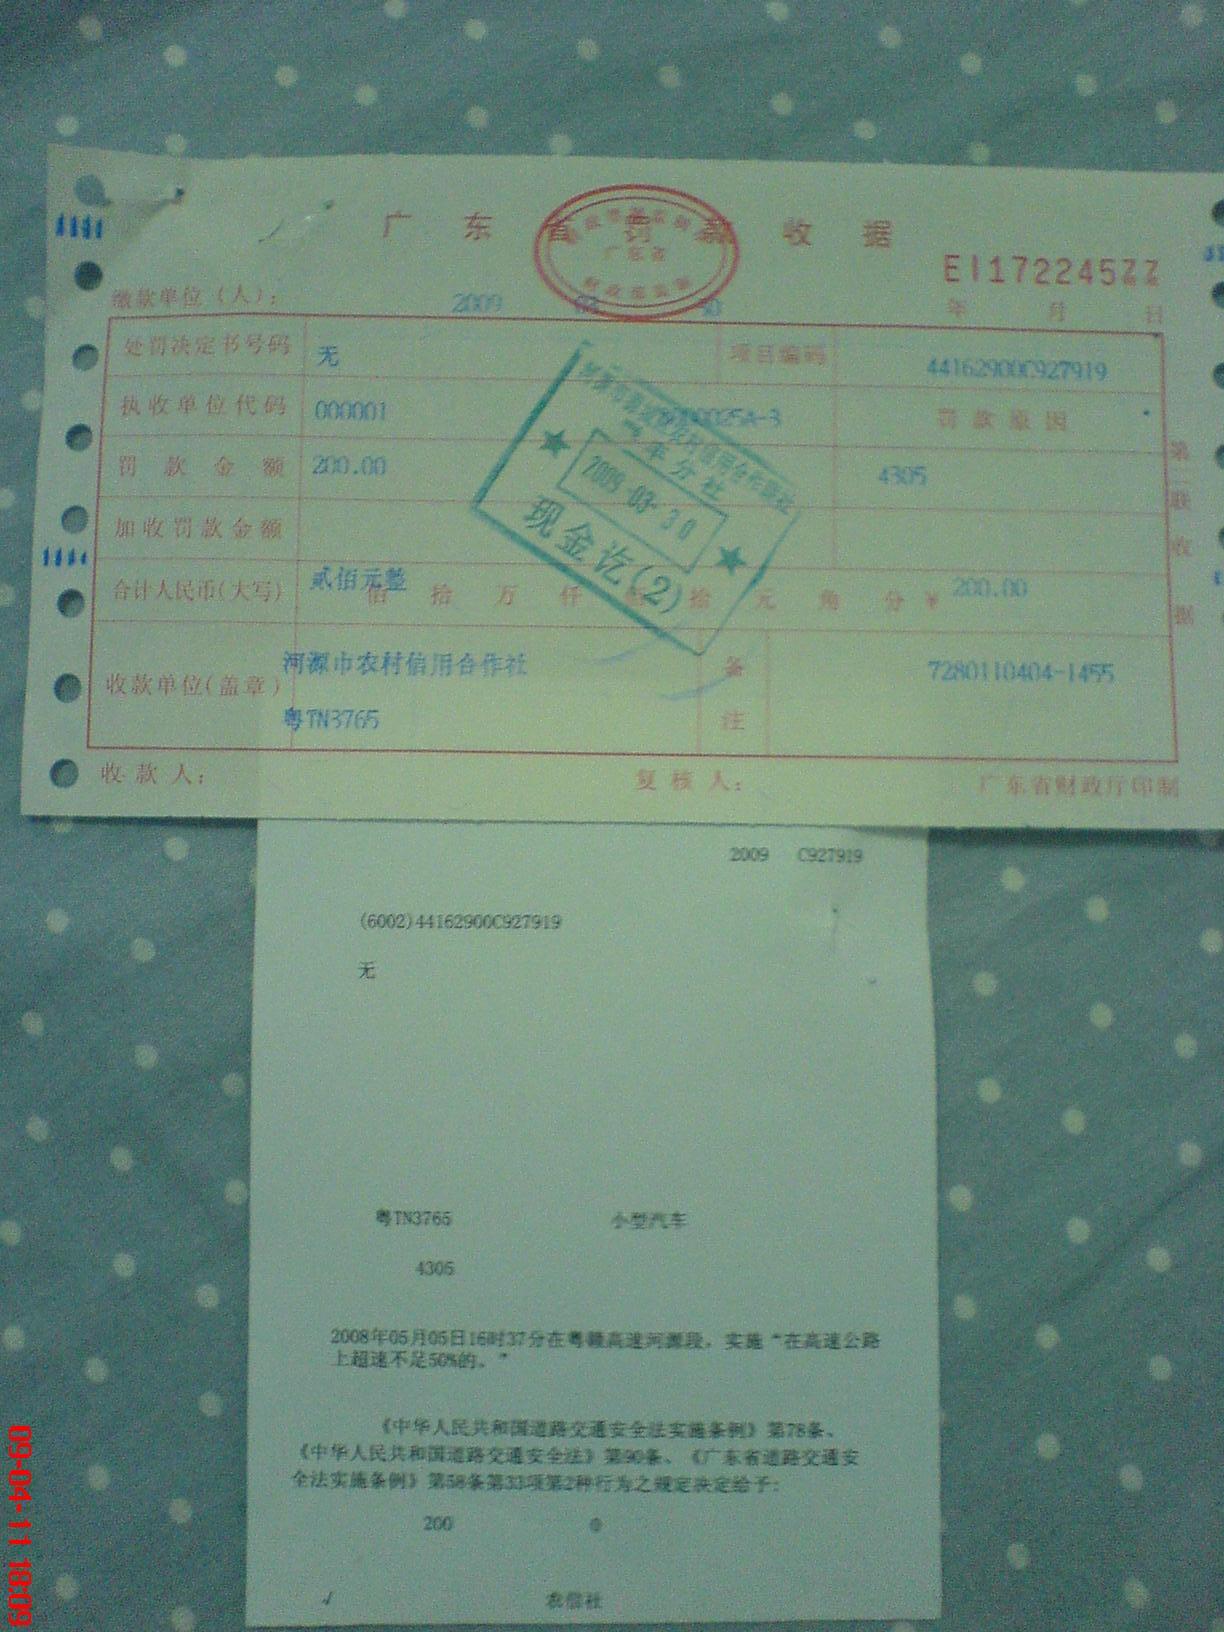 广东省罚款收据
EI172245ZZ
缴款单位（人）：
2009 03 30 年 月 日
处罚决定书号码 无 项目编码 44162900C927919
执收单位代码 000001 罚款原因
罚款金额 200.00 4305
加收罚款金额
合计人民币(大写) 贰佰元整 佰拾万仟佰拾元角分￥ 200.00
收款单位(盖章) 河源市农村信用合作社 备注 7280110404-1455
粤TN3765
收款人： 复核人： 广东省财政厅印制
第 联 收据
广东省
分社
2009-03-30
现金讫(2)
2009 C927919
(6002)44162900C927919
无
粤TN3765 小型汽车
4305
2008年05月05日16时37分在粤赣高速河源段，实施“在高速公路
上超速不足50%的。”
《中华人民共和国道路交通安全法实施条例》第78条、
《中华人民共和国道路交通安全法》第90条、《广东省道路交通安
全法实施条例》第58条第33项第2种行为之规定决定给予：
200 0
√ 农信社
09-04-11 18:09